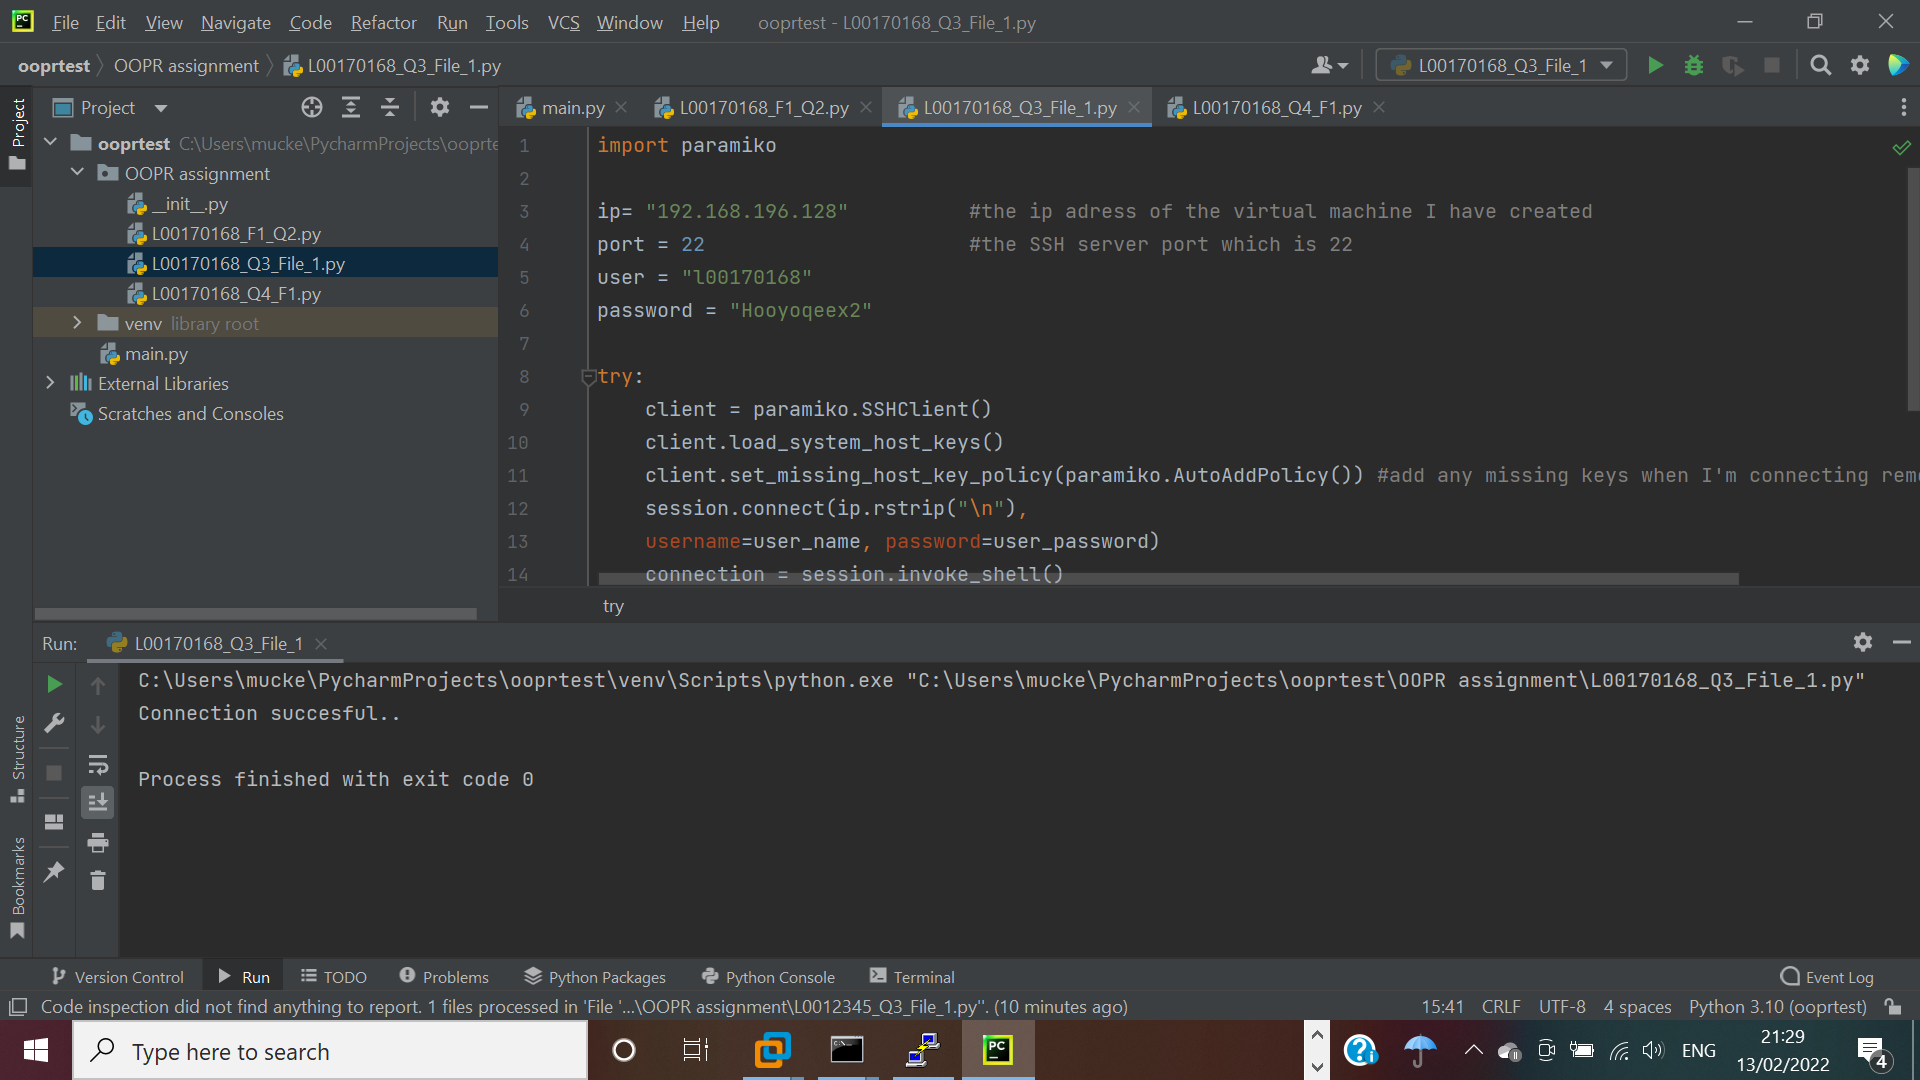 PC File Edit View Navigate Code Refactor Run Tools VCS Window Help ooprtest - L00170168_Q3_File_1.py
ooprtest OOPR assignment L00170168_Q3_File_1.py L00170168_Q3_File_1
Project
Project
main.py L00170168_F1_Q2.py L00170168_Q3_File_1.py L00170168_Q4_F1.py
ooprtest C:\Users\mucke\PycharmProjects\ooprte
OOPR assignment
__init__.py
L00170168_F1_Q2.py
L00170168_Q3_File_1.py
L00170168_Q4_F1.py
venv library root
main.py
External Libraries
Scratches and Consoles
1 import paramiko
2
3 ip= "192.168.196.128" #the ip adress of the virtual machine I have created
4 port = 22 #the SSH server port which is 22
5 user = "l00170168"
6 password = "Hooyoqeex2"
7
8 try:
9 client = paramiko.SSHClient()
10 client.load_system_host_keys()
11 client.set_missing_host_key_policy(paramiko.AutoAddPolicy()) #add any missing keys when I'm connecting remo
12 session.connect(ip.rstrip("\n"),
13 username=user_name, password=user_password)
14 connection = session.invoke_shell()
try
Run: L00170168_Q3_File_1
C:\Users\mucke\PycharmProjects\ooprtest\venv\Scripts\python.exe "C:\Users\mucke\PycharmProjects\ooprtest\OOPR assignment\L00170168_Q3_File_1.py"
Connection succesful..
Process finished with exit code 0
Structure
Bookmarks
Version Control Run TODO Problems Python Packages Python Console Terminal Event Log
Code inspection did not find anything to report. 1 files processed in 'File '...\OOPR assignment\L0012345_Q3_File_1.py''. (10 minutes ago) 15:41 CRLF UTF-8 4 spaces Python 3.10 (ooprtest)
Type here to search PC ENG 21:29
13/02/2022 4